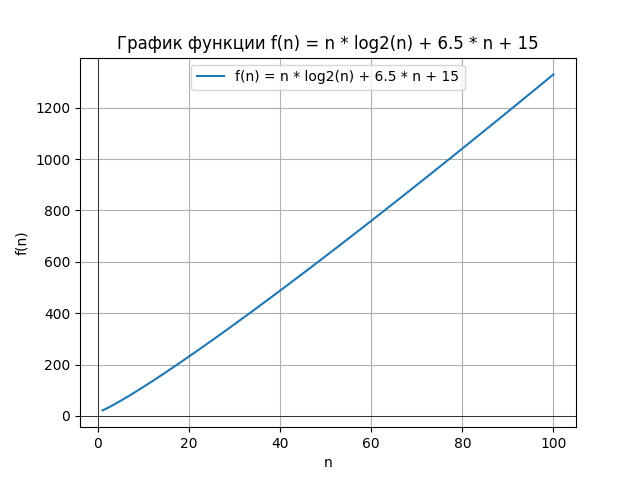 График функции f(n) = n * log2(n) + 6.5 * n + 15
f(n) = n * log2(n) + 6.5 * n + 15
1200
1000
800
600
400
200
0
f(n)
0 20 40 60 80 100
n